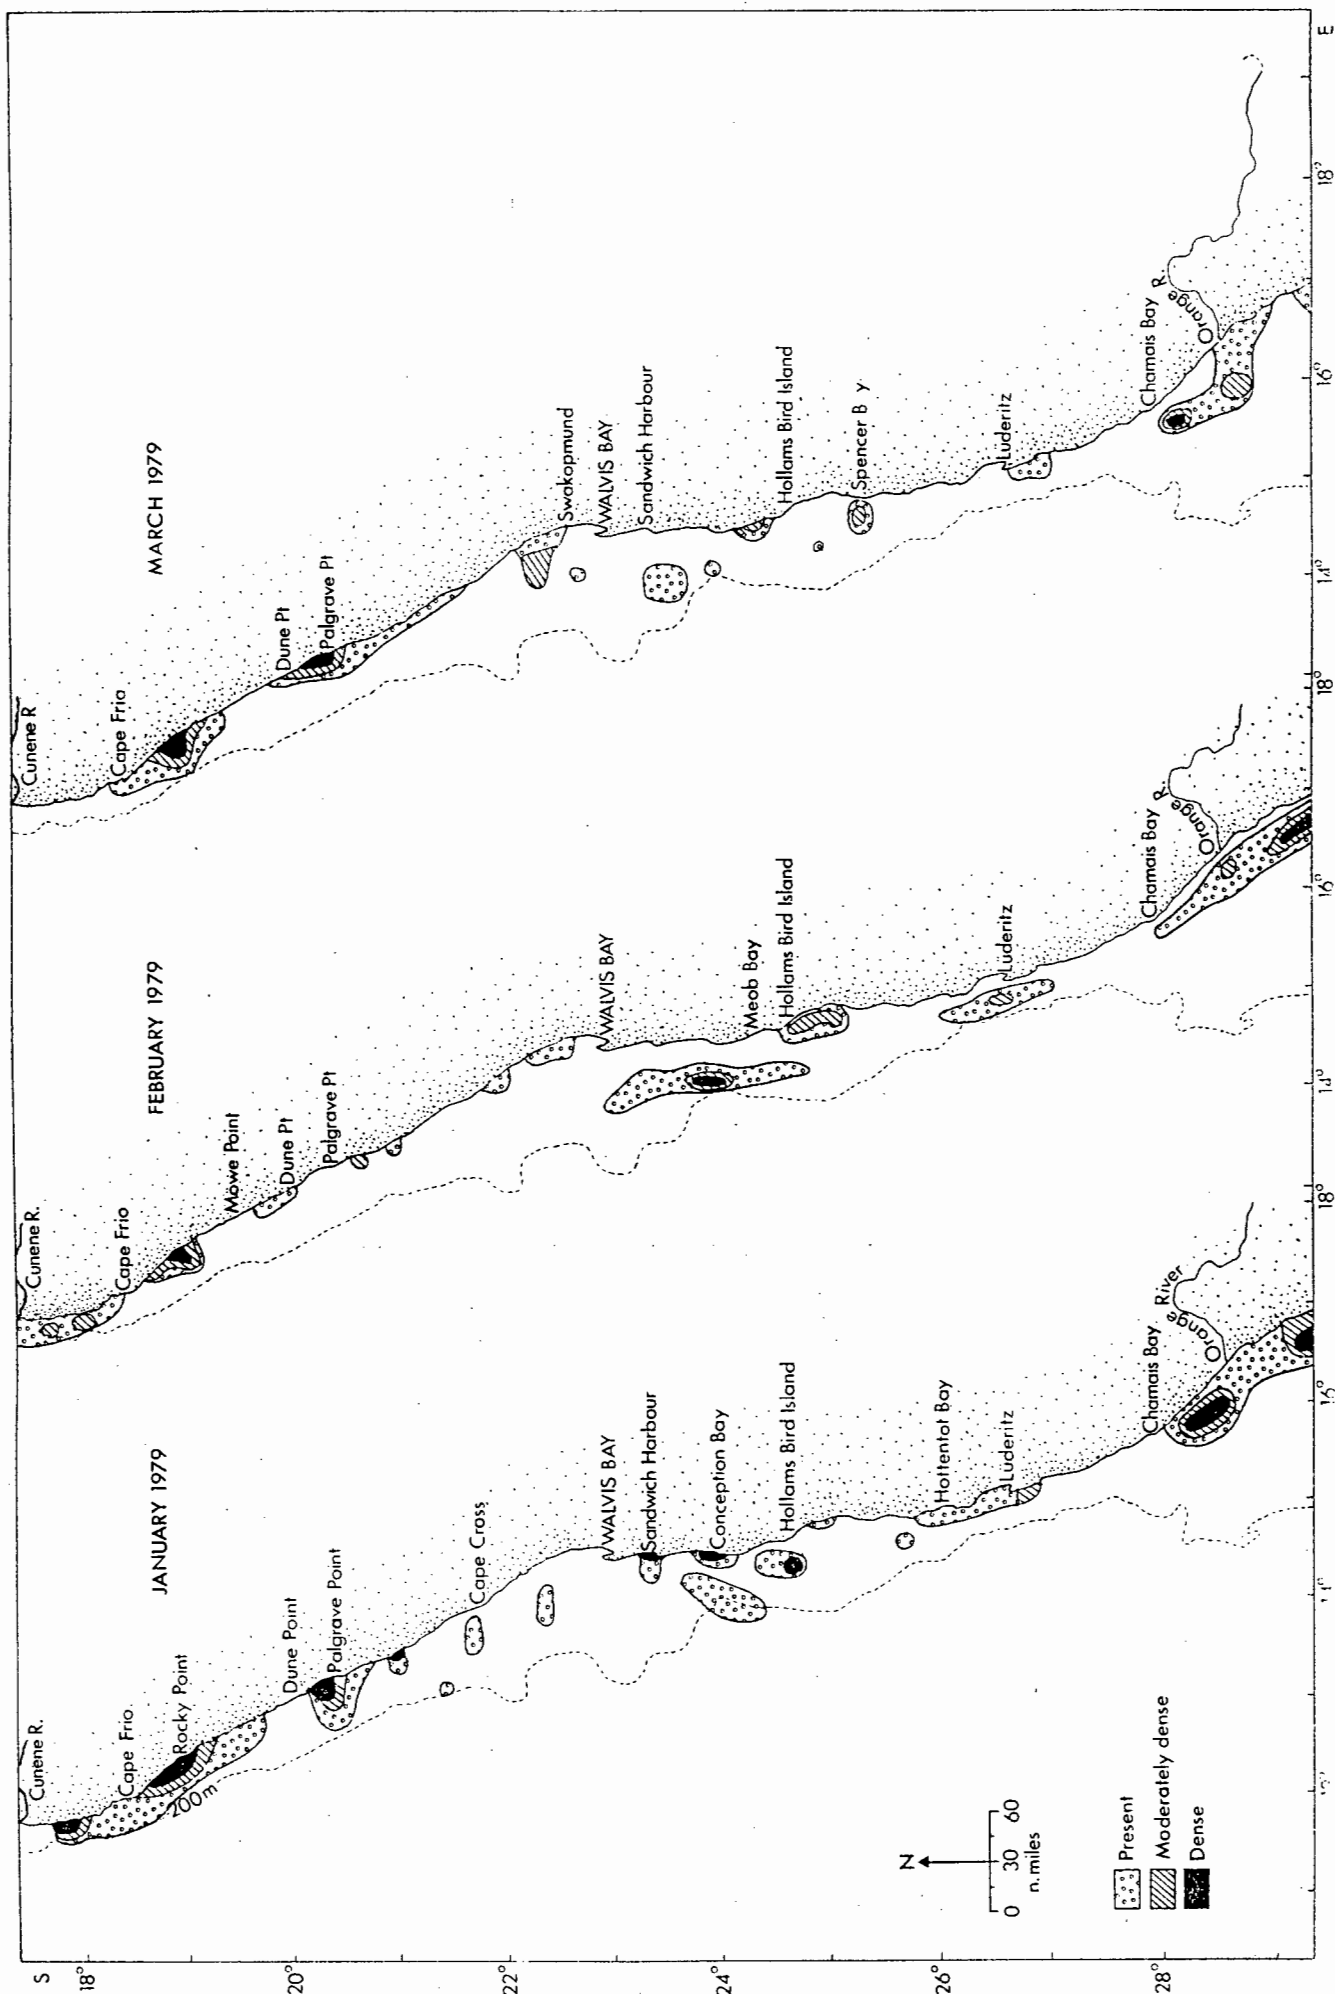 S
18°
20°
22°
24°
26°
28°
JANUARY 1979
Cunene R.
Cape Frio
Rocky Point
200m
Dune Point
Palgrave Point
Cape Cross
WALVIS BAY
Sandwich Harbour
Conception Bay
Hollams Bird Island
Hottentot Bay
Luderitz
Chamais Bay
Orange River
FEBRUARY 1979
Cunene R.
Cape Frio
Mowe Point
Dune Pt
Palgrave Pt
WALVIS BAY
Meob Bay
Hollams Bird Island
Luderitz
Chamais Bay
Orange R.
MARCH 1979
Cunene R
Cape Fria
Dune Pt
Palgrave Pt
Swakopmund
WALVIS BAY
Sandwich Harbour
Hollams Bird Island
Spencer B y
Luderitz
Chamais Bay
Orange R.
N
0 30 60
n. miles
Present
Moderately dense
Dense
16°
18°
14°
16°
18°
14°
16°
18°
E